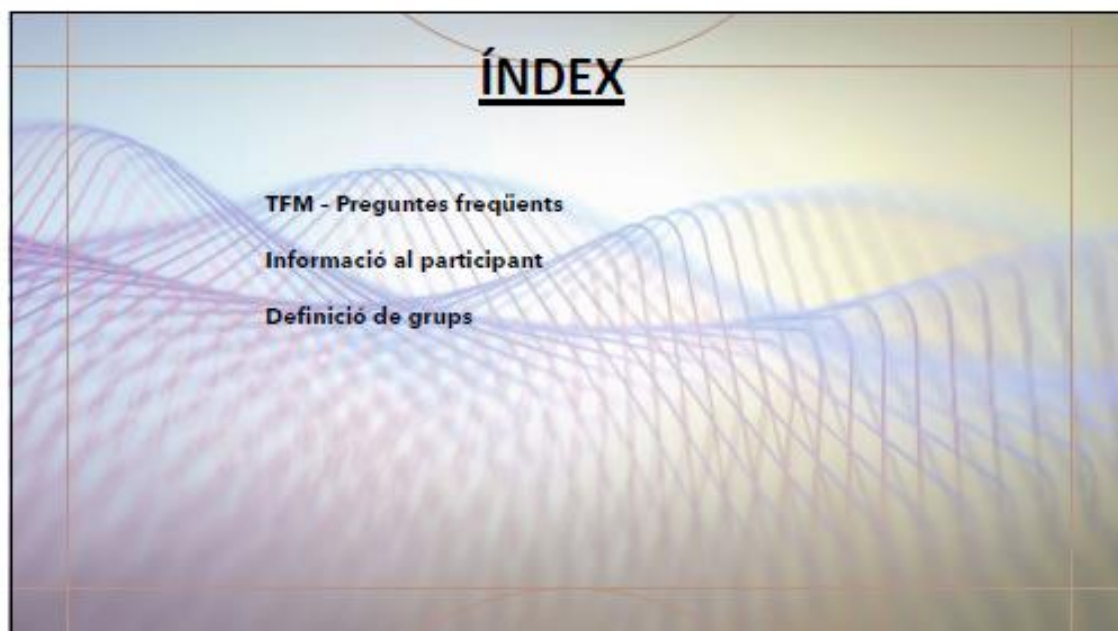 ÍNDEX
TFM - Preguntes freqüents
Informació al participant
Definició de grups